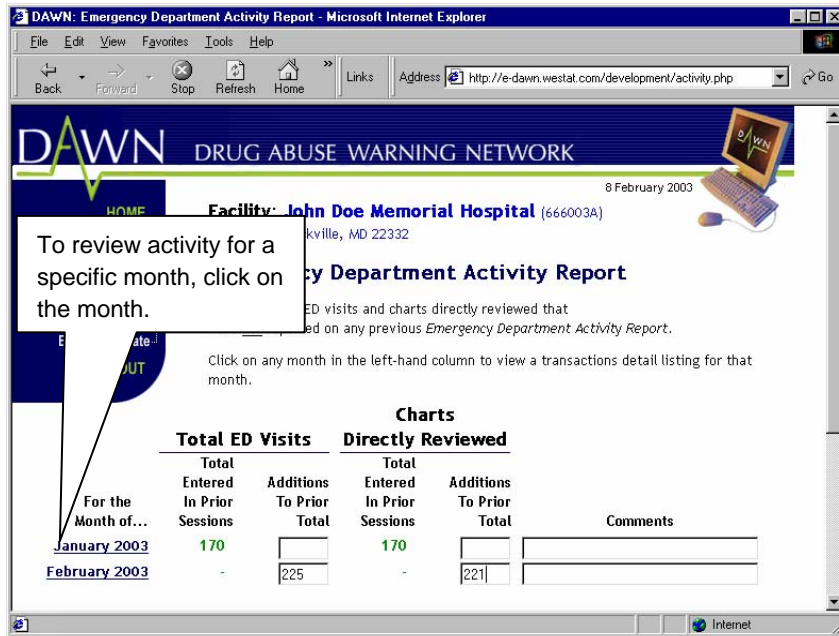 DAWN: Emergency Department Activity Report - Microsoft Internet Explorer
File Edit View Favorites Tools Help
Back Forward Stop Refresh Home » Links Address http://e-dawn.westat.com/development/activity.php Go
DAWN DRUG ABUSE WARNING NETWORK
DAWN
8 February 2003
HOME
Facility: John Doe Memorial Hospital (666003A)
kville, MD 22332
To review activity for a
specific month, click on
the month.
cy Department Activity Report
ED visits and charts directly reviewed that
ed on any previous Emergency Department Activity Report.
E ate
OUT
Click on any month in the left-hand column to view a transactions detail listing for that
month.
Charts
Total ED Visits Directly Reviewed
Total Total
Entered Additions Entered Additions
For the In Prior To Prior In Prior To Prior
Month of... Sessions Total Sessions Total Comments
January 2003 170 170
February 2003 - 225 - 221
Internet